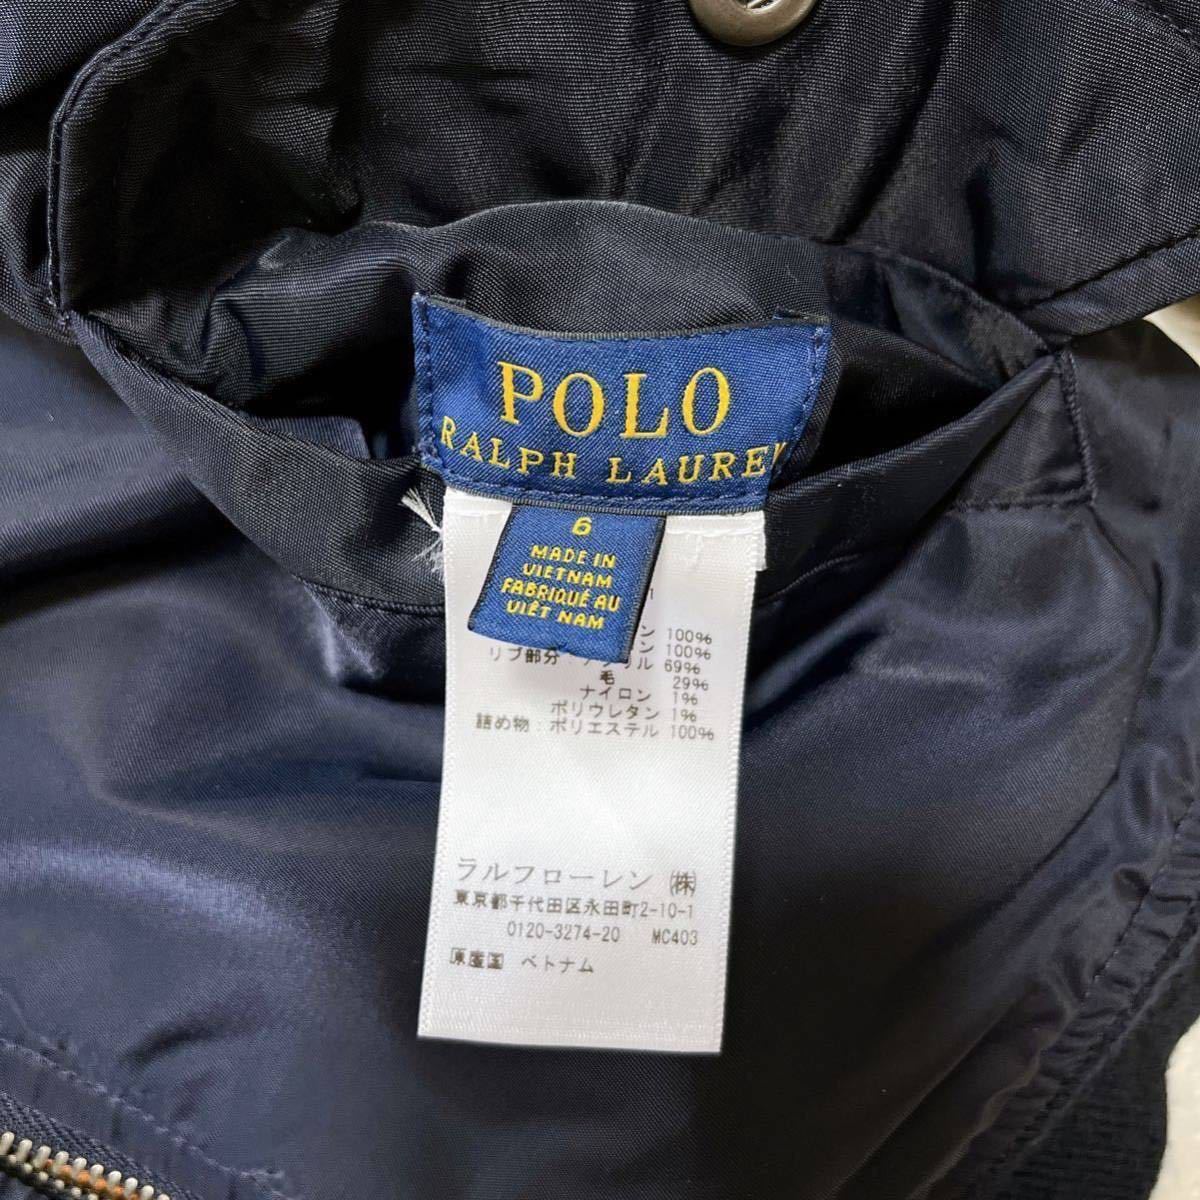 POLO
RALPH LAUREN
6
MADE IN
VIETNAM
FABRIQUÉ AU
VIÊT NAM
1
ン 100%
ン 100%
リブ部分 アクリル 69%
毛 29%
ナイロン 1%
ポリウレタン 1%
詰め物:ポリエステル 100%
ラルフローレン ㈱
東京都千代田区永田町2-10-1
0120-3274-20 MC403
原産国 ベトナム